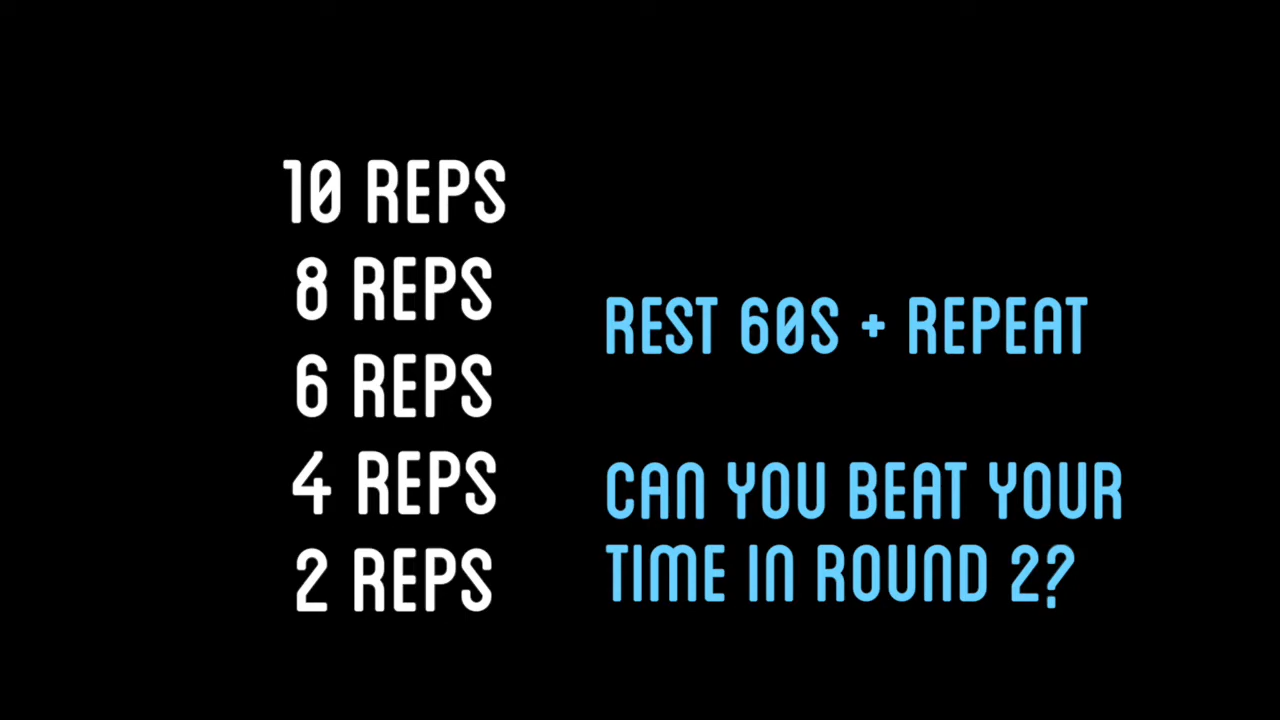 10 REPS
8 REPS
6 REPS
4 REPS
2 REPS
REST 60S + REPEAT
CAN YOU BEAT YOUR
TIME IN ROUND 2?